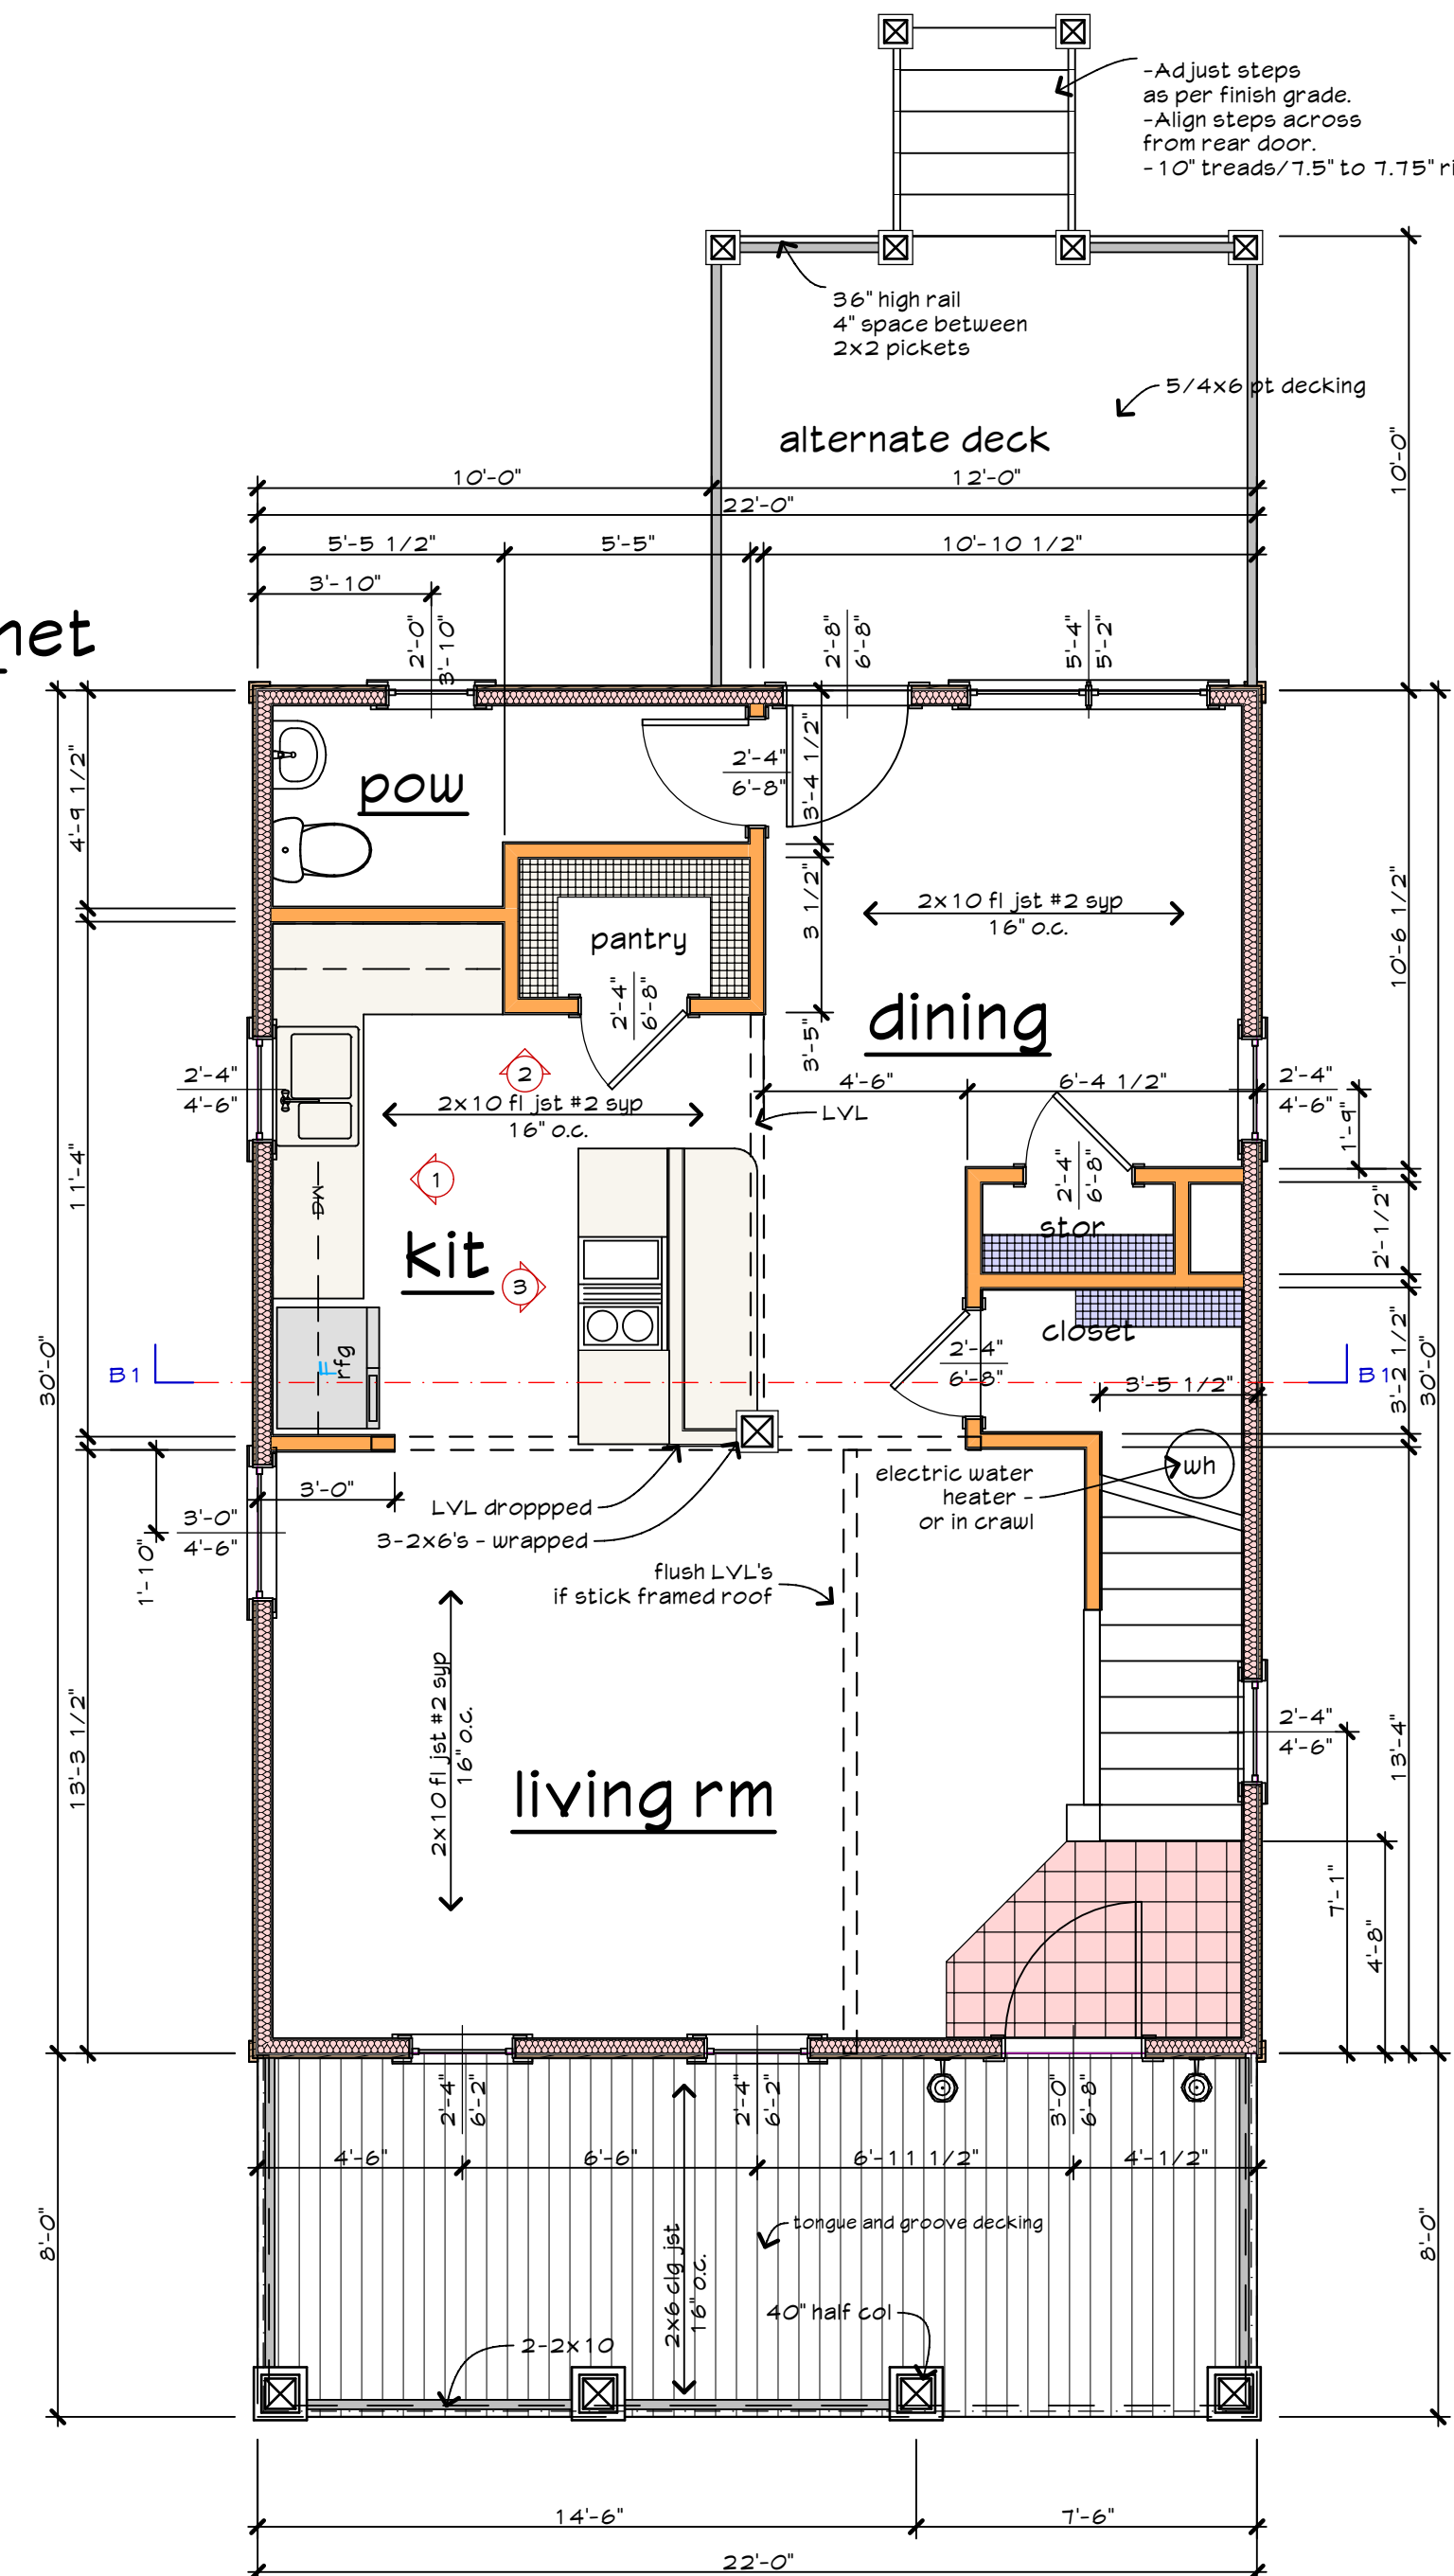 -Adjust steps
as per finish grade.
-Align steps across
from rear door.
-10" treads/7.5" to 7.75"
36" high rail
4" space between
2x2 pickets
5/4x6 pt decking
alternate deck
10'-0"
10'-0"
12'-0"
22'-0"
5'-5 1/2"
5'-5"
10'-10 1/2"
3'-10"
2'-0"
3'-10"
2'-8"
6'-8"
5'-4"
5'-2"
pow
2'-4"
6'-8"
3'-4 1/2"
4'-9 1/2"
3 1/2"
2x10 fl jst #2 syp
16" o.c.
10'-6 1/2"
pantry
2'-4"
6'-8"
dining
3'-5"
2'-4"
4'-6"
4'-6"
6'-4 1/2"
2'-4"
4'-6"
1'-9"
2
2x10 fl jst #2 syp
16" o.c.
LVL
11'-4"
1
DW
2'-4"
6'-8"
stor
2'-1/2"
kit
3
closet
30'-0"
rfg
2'-4"
6'-8"
B1
B1
3'-5 1/2"
3'-2 1/2"
30'-0"
wh
electric water
heater -
or in crawl
3'-0"
LVL droppped
3-2x6's - wrapped
3'-0"
4'-6"
1'-10"
flush LVL's
if stick framed roof
2x10 fl jst #2 syp
16" o.c.
13'-3 1/2"
2'-4"
4'-6"
13'-4"
living rm
7'-1"
4'-8"
2'-4"
6'-2"
2'-4"
6'-2"
3'-0"
6'-8"
4'-6"
6'-6"
6'-11 1/2"
4'-1/2"
8'-0"
8'-0"
tongue and groove decking
2x6 clg jst
16" o.c.
40" half col
2-2x10
14'-6"
7'-6"
22'-0"